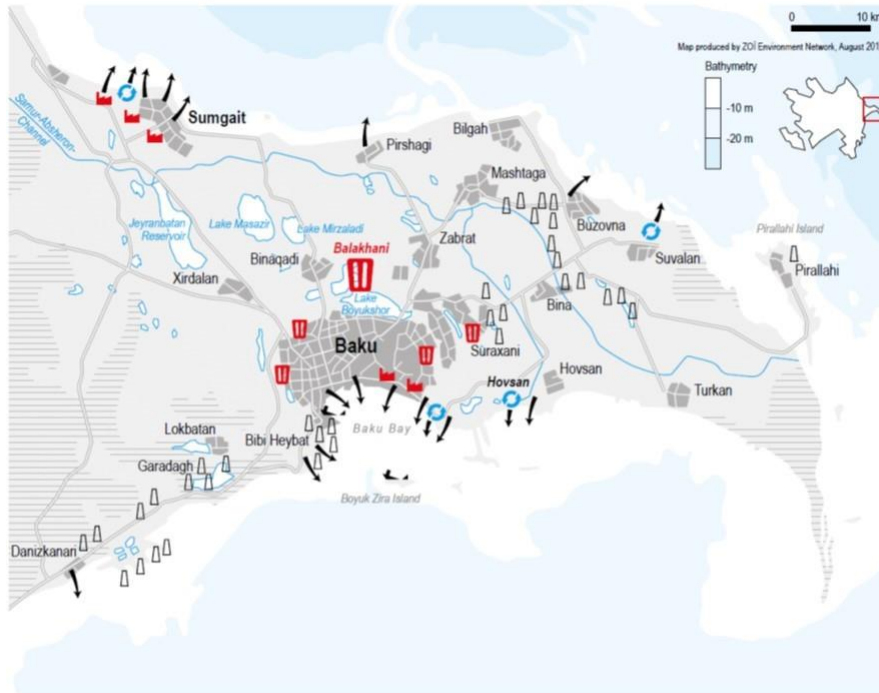 0 10 km
Map produced by ZOÏ Environment Network, August 201
Bathymetry
-10 m
-20 m
Samur-Absheron-
Channel
Sumgait
Pirshagi
Bilgah
Mashtaga
Jeyranbatan
Reservoir
Lake Masazir
Lake Mirzaladi
Buzovna
Pirallahi Island
Balakhani
Zabrat
Binaqadi
Suvalan
Pirallahi
Xirdalan
Lake
Boyukshor
Bina
Baku
Suraxani
Hovsan
Hovsan
Turkan
Lokbatan
Bibi Heybat
Baku Bay
Garadagh
Boyuk Zira Island
Danizkanari